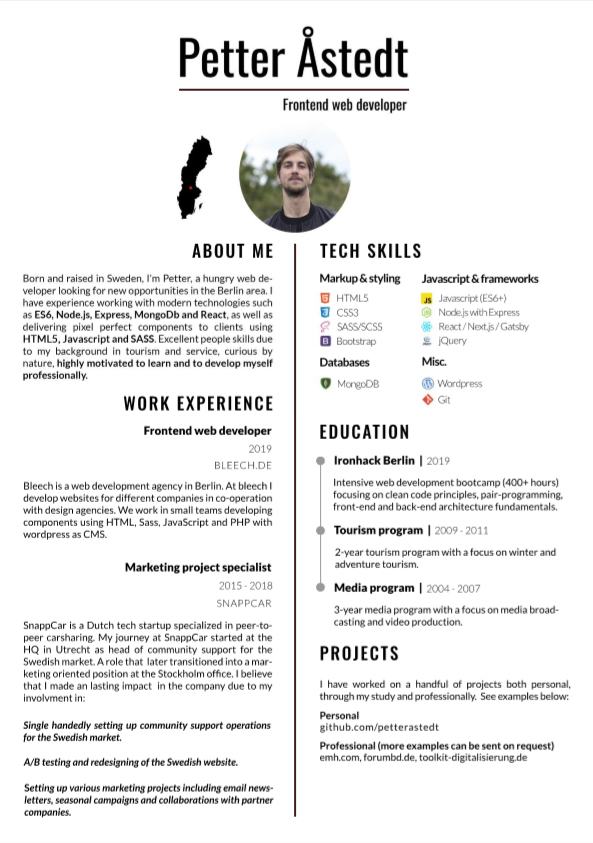 Petter Åstedt
Frontend web developer
ABOUT ME
Born and raised in Sweden, I'm Petter, a hungry web de-
veloper looking for new opportunities in the Berlin area. I
have experience working with modern technologies such
as ES6, Node.js, Express, MongoDb and React, as well as
delivering pixel perfect components to clients using
HTML5, Javascript and SASS. Excellent people skills due
to my background in tourism and service, curious by
nature, highly motivated to learn and to develop myself
professionally.
WORK EXPERIENCE
Frontend web developer
2019
BLEECH.DE
Bleech is a web development agency in Berlin. At bleech I
develop websites for different companies in co-operation
with design agencies. We work in small teams developing
components using HTML, Sass, JavaScript and PHP with
wordpress as CMS.
Marketing project specialist
2015 - 2018
SNAPPCAR
SnappCar is a Dutch tech startup specialized in peer-to-
peer carsharing. My journey at SnappCar started at the
HQ in Utrecht as head of community support for the
Swedish market. A role that later transitioned into a mar-
keting oriented position at the Stockholm office. I believe
that I made an lasting impact in the company due to my
involvment in:
Single handedly setting up community support operations
for the Swedish market.
A/B testing and redesigning of the Swedish website.
Setting up various marketing projects including email news-
letters, seasonal campaigns and collaborations with partner
companies.
TECH SKILLS
Markup & styling
HTML5
CSS3
SASS/SCSS
Bootstrap
Javascript & frameworks
JS
Javascript (ES6+)
Node.js with Express
React / Next.js / Gatsby
jQuery
Databases
MongoDB
Misc.
Wordpress
Git
EDUCATION
Ironhack Berlin | 2019
Intensive web development bootcamp (400+ hours)
focusing on clean code principles, pair-programming,
front-end and back-end architecture fundamentals.
Tourism program | 2009 - 2011
2-year tourism program with a focus on winter and
adventure tourism.
Media program | 2004 - 2007
3-year media program with a focus on media broad-
casting and video production.
PROJECTS
I have worked on a handful of projects both personal,
through my study and professionally. See examples below:
Personal
github.com/petterastedt
Professional (more examples can be sent on request)
emh.com, forumbd.de, toolkit-digitalisierung.de